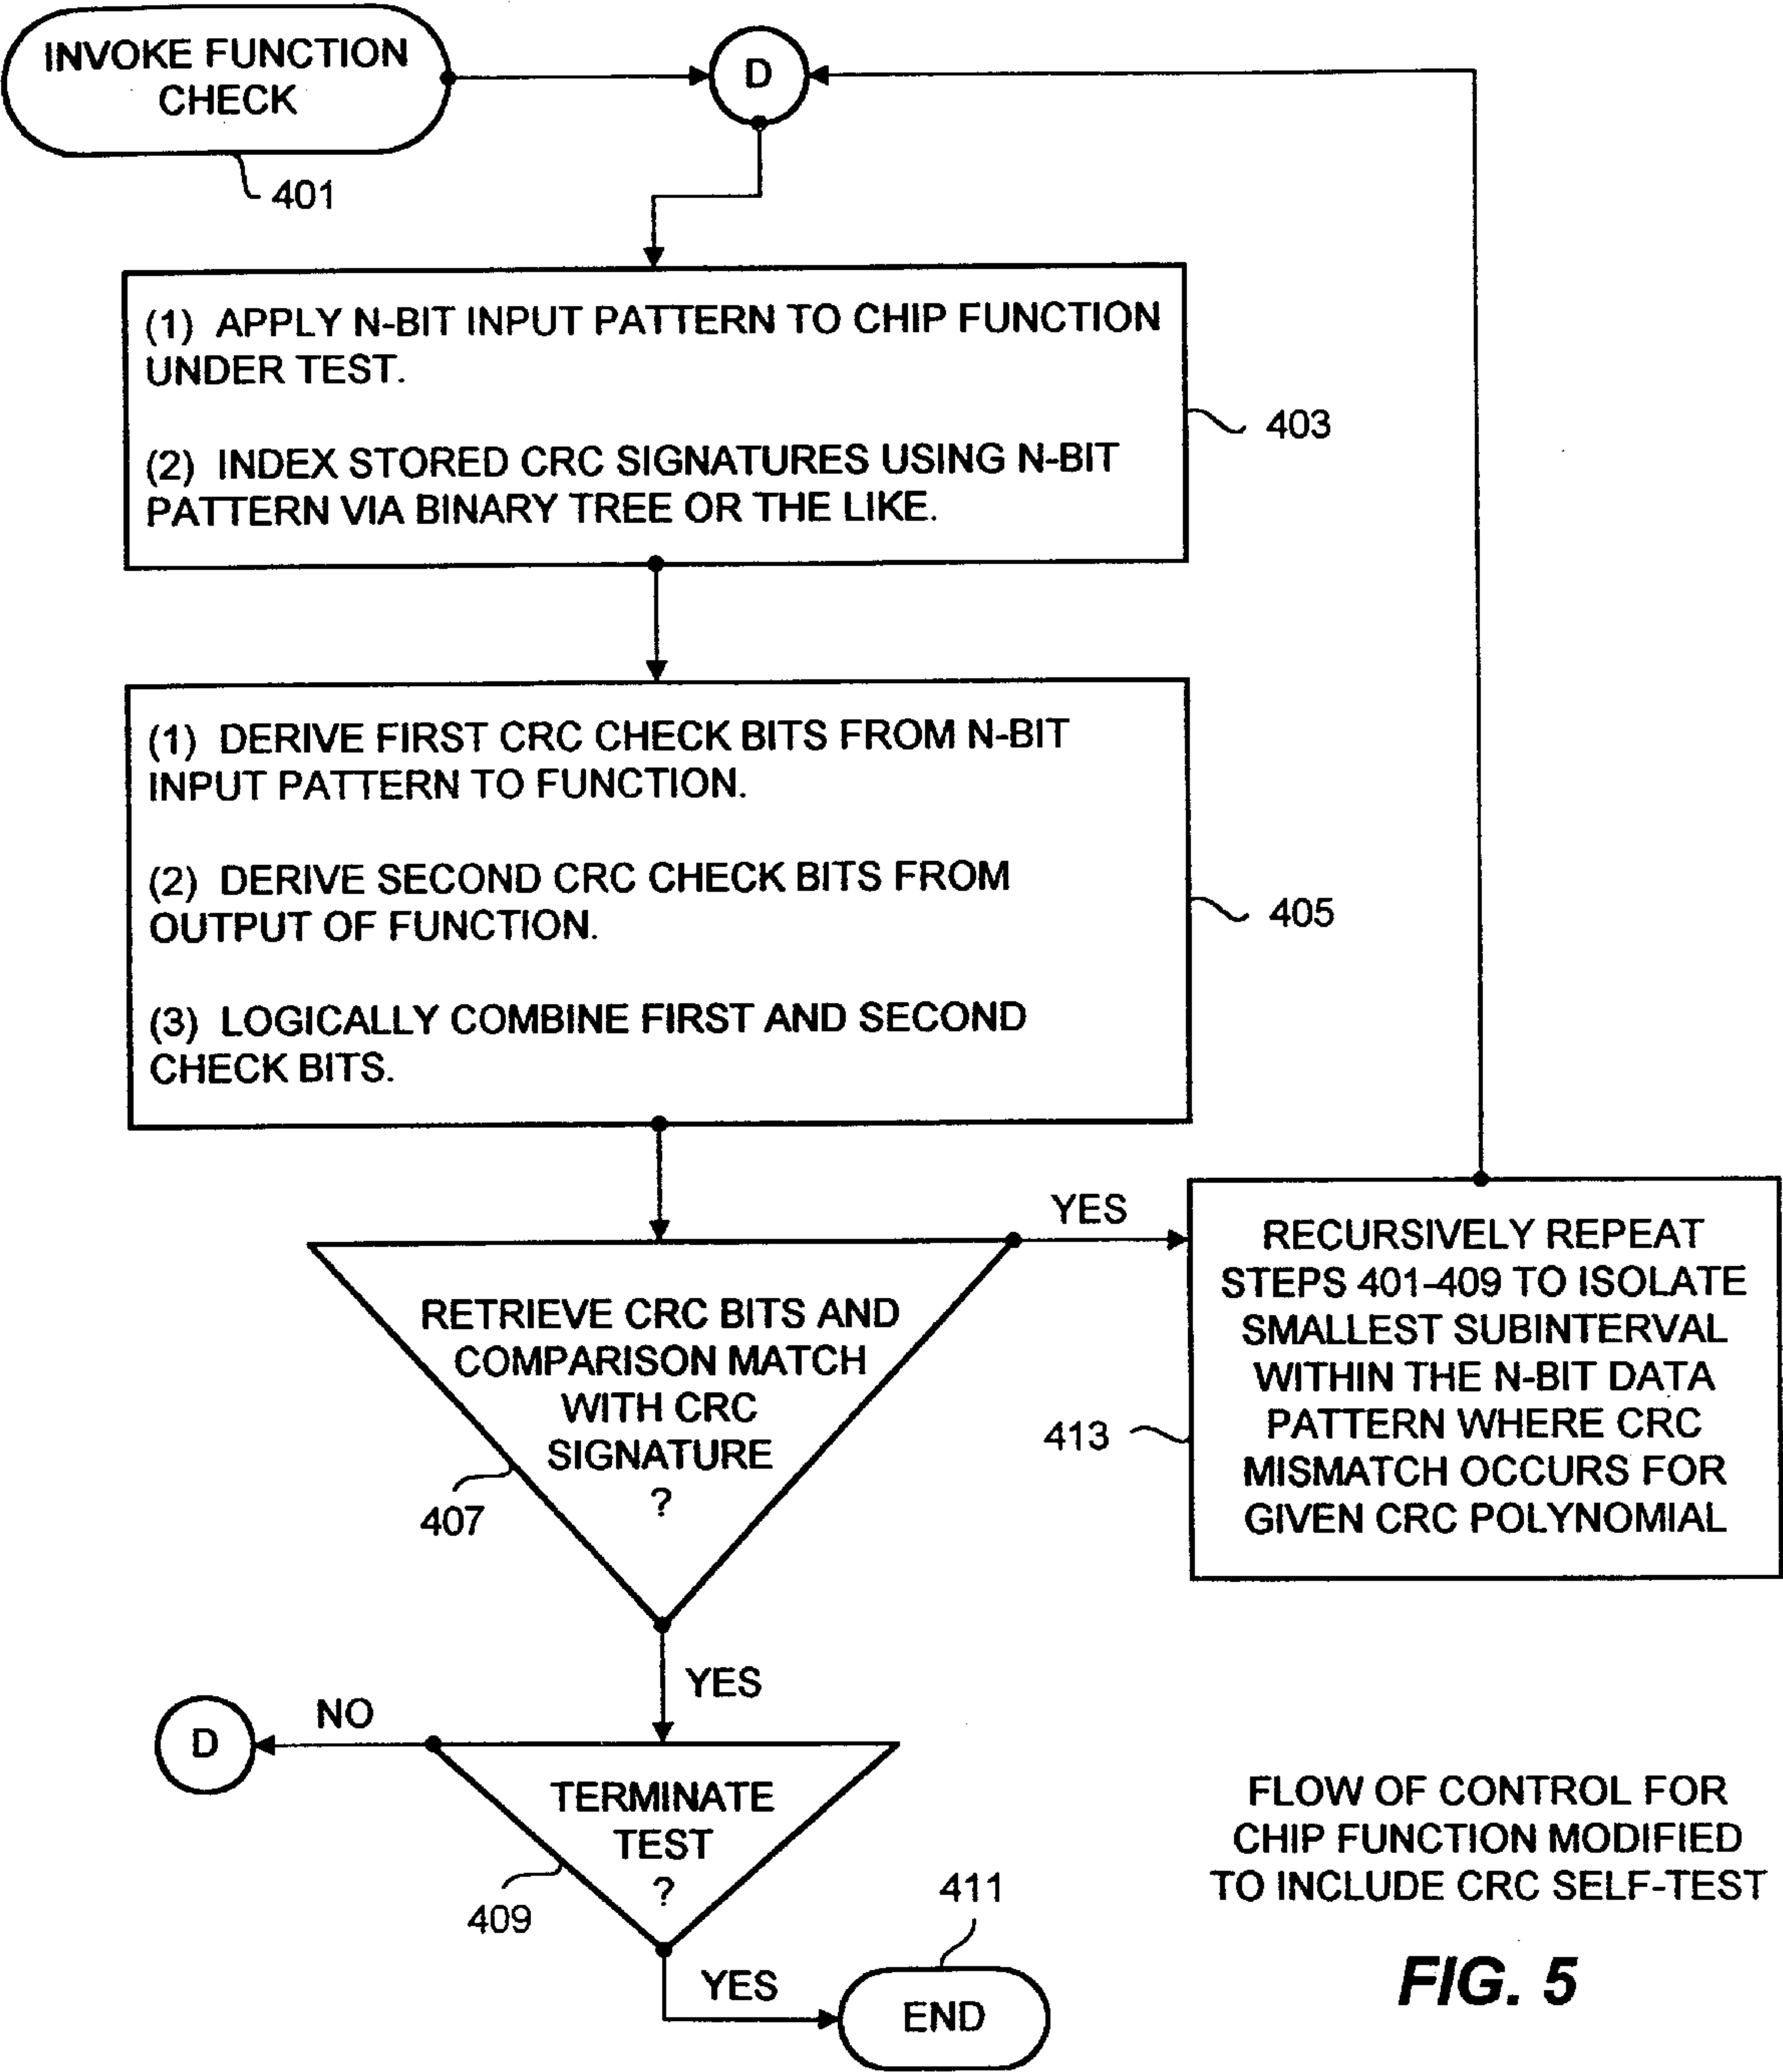 INVOKE FUNCTION
CHECK
D
401
(1) APPLY N-BIT INPUT PATTERN TO CHIP FUNCTION
UNDER TEST.
(2) INDEX STORED CRC SIGNATURES USING N-BIT
PATTERN VIA BINARY TREE OR THE LIKE.
403
(1) DERIVE FIRST CRC CHECK BITS FROM N-BIT
INPUT PATTERN TO FUNCTION.
(2) DERIVE SECOND CRC CHECK BITS FROM
OUTPUT OF FUNCTION.
(3) LOGICALLY COMBINE FIRST AND SECOND
CHECK BITS.
405
YES
RETRIEVE CRC BITS AND
COMPARISON MATCH
WITH CRC
SIGNATURE
?
407
RECURSIVELY REPEAT
STEPS 401-409 TO ISOLATE
SMALLEST SUBINTERVAL
WITHIN THE N-BIT DATA
PATTERN WHERE CRC
MISMATCH OCCURS FOR
GIVEN CRC POLYNOMIAL
413
YES
NO
D
TERMINATE
TEST
?
409
YES
411
END
FLOW OF CONTROL FOR
CHIP FUNCTION MODIFIED
TO INCLUDE CRC SELF-TEST
FIG. 5